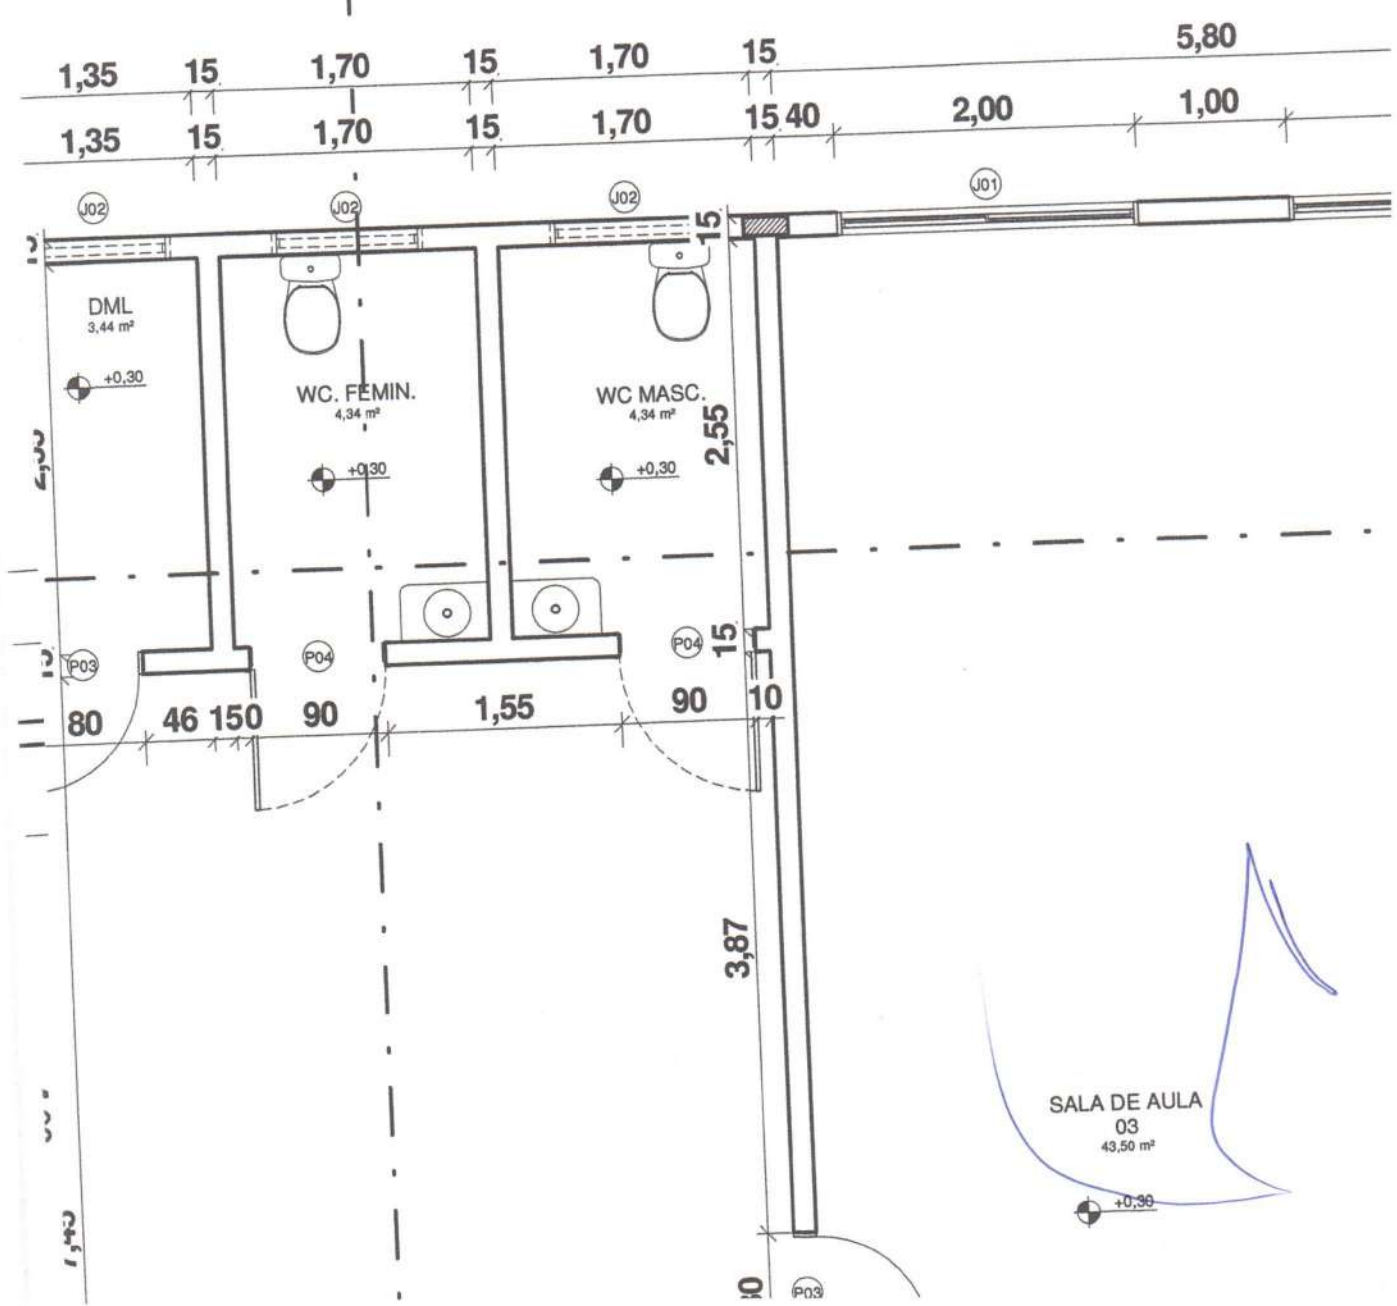 1,35 15 1,70 15 1,70 15 5,80
1,35 15 1,70 15 1,70 15 40 2,00 1,00
J02 J02 J02 J01
15
DML
3,44 m²
+0,30
WC. FEMIN.
4,34 m²
+0,30
WC MASC.
4,34 m²
+0,30
2,55
15
P03 P04 P04
80 46 150 90 1,55 90 10
3,87
SALA DE AULA
03
43,50 m²
+0,30
P03